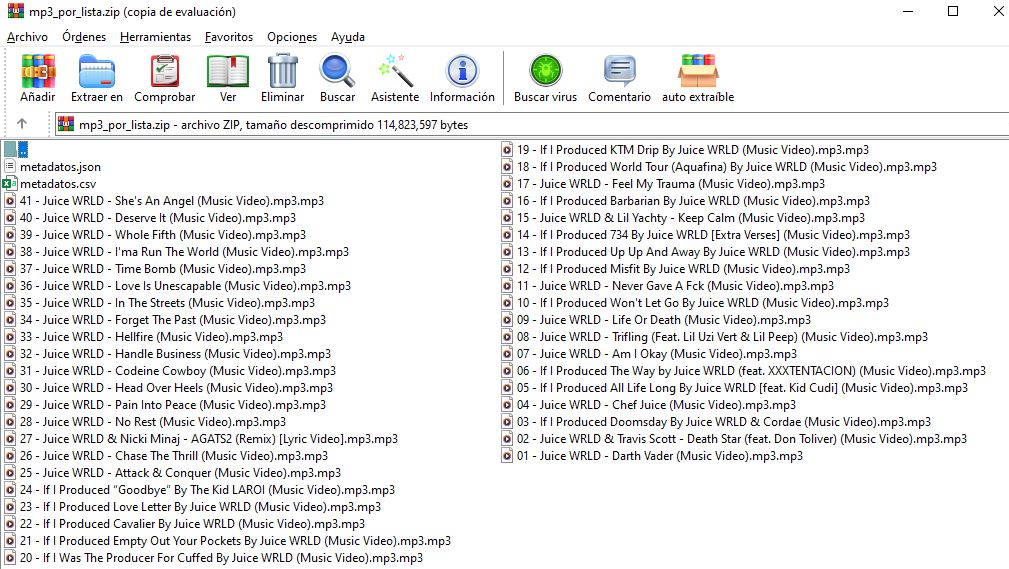 mp3_por_lista.zip (copia de evaluación)
Archivo Órdenes Herramientas Favoritos Opciones Ayuda
Añadir Extraer en Comprobar Ver Eliminar Buscar Asistente Información Buscar virus Comentario auto extraíble
mp3_por_lista.zip - archivo ZIP, tamaño descomprimido 114,823,597 bytes
..
metadatos.json
metadatos.csv
41 - Juice WRLD - She's An Angel (Music Video).mp3.mp3
40 - Juice WRLD - Deserve It (Music Video).mp3.mp3
39 - Juice WRLD - Whole Fifth (Music Video).mp3.mp3
38 - Juice WRLD - I'ma Run The World (Music Video).mp3.mp3
37 - Juice WRLD - Time Bomb (Music Video).mp3.mp3
36 - Juice WRLD - Love Is Unescapable (Music Video).mp3.mp3
35 - Juice WRLD - In The Streets (Music Video).mp3.mp3
34 - Juice WRLD - Forget The Past (Music Video).mp3.mp3
33 - Juice WRLD - Hellfire (Music Video).mp3.mp3
32 - Juice WRLD - Handle Business (Music Video).mp3.mp3
31 - Juice WRLD - Codeine Cowboy (Music Video).mp3.mp3
30 - Juice WRLD - Head Over Heels (Music Video).mp3.mp3
29 - Juice WRLD - Pain Into Peace (Music Video).mp3.mp3
28 - Juice WRLD - No Rest (Music Video).mp3.mp3
27 - Juice WRLD & Nicki Minaj - AGATS2 (Remix) [Lyric Video].mp3.mp3
26 - Juice WRLD - Chase The Thrill (Music Video).mp3.mp3
25 - Juice WRLD - Attack & Conquer (Music Video).mp3.mp3
24 - If I Produced “Goodbye” By The Kid LAROI (Music Video).mp3.mp3
23 - If I Produced Love Letter By Juice WRLD (Music Video).mp3.mp3
22 - If I Produced Cavalier By Juice WRLD (Music Video).mp3.mp3
21 - If I Produced Empty Out Your Pockets By Juice WRLD (Music Video).mp3.mp3
20 - If I Was The Producer For Cuffed By Juice WRLD (Music Video).mp3.mp3
19 - If I Produced KTM Drip By Juice WRLD (Music Video).mp3.mp3
18 - If I Produced World Tour (Aquafina) By Juice WRLD (Music Video).mp3.mp3
17 - Juice WRLD - Feel My Trauma (Music Video).mp3.mp3
16 - If I Produced Barbarian By Juice WRLD (Music Video).mp3.mp3
15 - Juice WRLD & Lil Yachty - Keep Calm (Music Video).mp3.mp3
14 - If I Produced 734 By Juice WRLD [Extra Verses] (Music Video).mp3.mp3
13 - If I Produced Up Up And Away By Juice WRLD (Music Video).mp3.mp3
12 - If I Produced Misfit By Juice WRLD (Music Video).mp3.mp3
11 - Juice WRLD - Never Gave A Fck (Music Video).mp3.mp3
10 - If I Produced Won't Let Go By Juice WRLD (Music Video).mp3.mp3
09 - Juice WRLD - Life Or Death (Music Video).mp3.mp3
08 - Juice WRLD - Trifling (Feat. Lil Uzi Vert & Lil Peep) (Music Video).mp3.mp3
07 - Juice WRLD - Am I Okay (Music Video).mp3.mp3
06 - If I Produced The Way by Juice WRLD (feat. XXXTENTACION) (Music Video).mp3.mp3
05 - If I Produced All Life Long By Juice WRLD [feat. Kid Cudi] (Music Video).mp3.mp3
04 - Juice WRLD - Chef Juice (Music Video).mp3.mp3
03 - If I Produced Doomsday By Juice WRLD & Cordae (Music Video).mp3.mp3
02 - Juice WRLD & Travis Scott - Death Star (feat. Don Toliver) (Music Video).mp3.mp3
01 - Juice WRLD - Darth Vader (Music Video).mp3.mp3